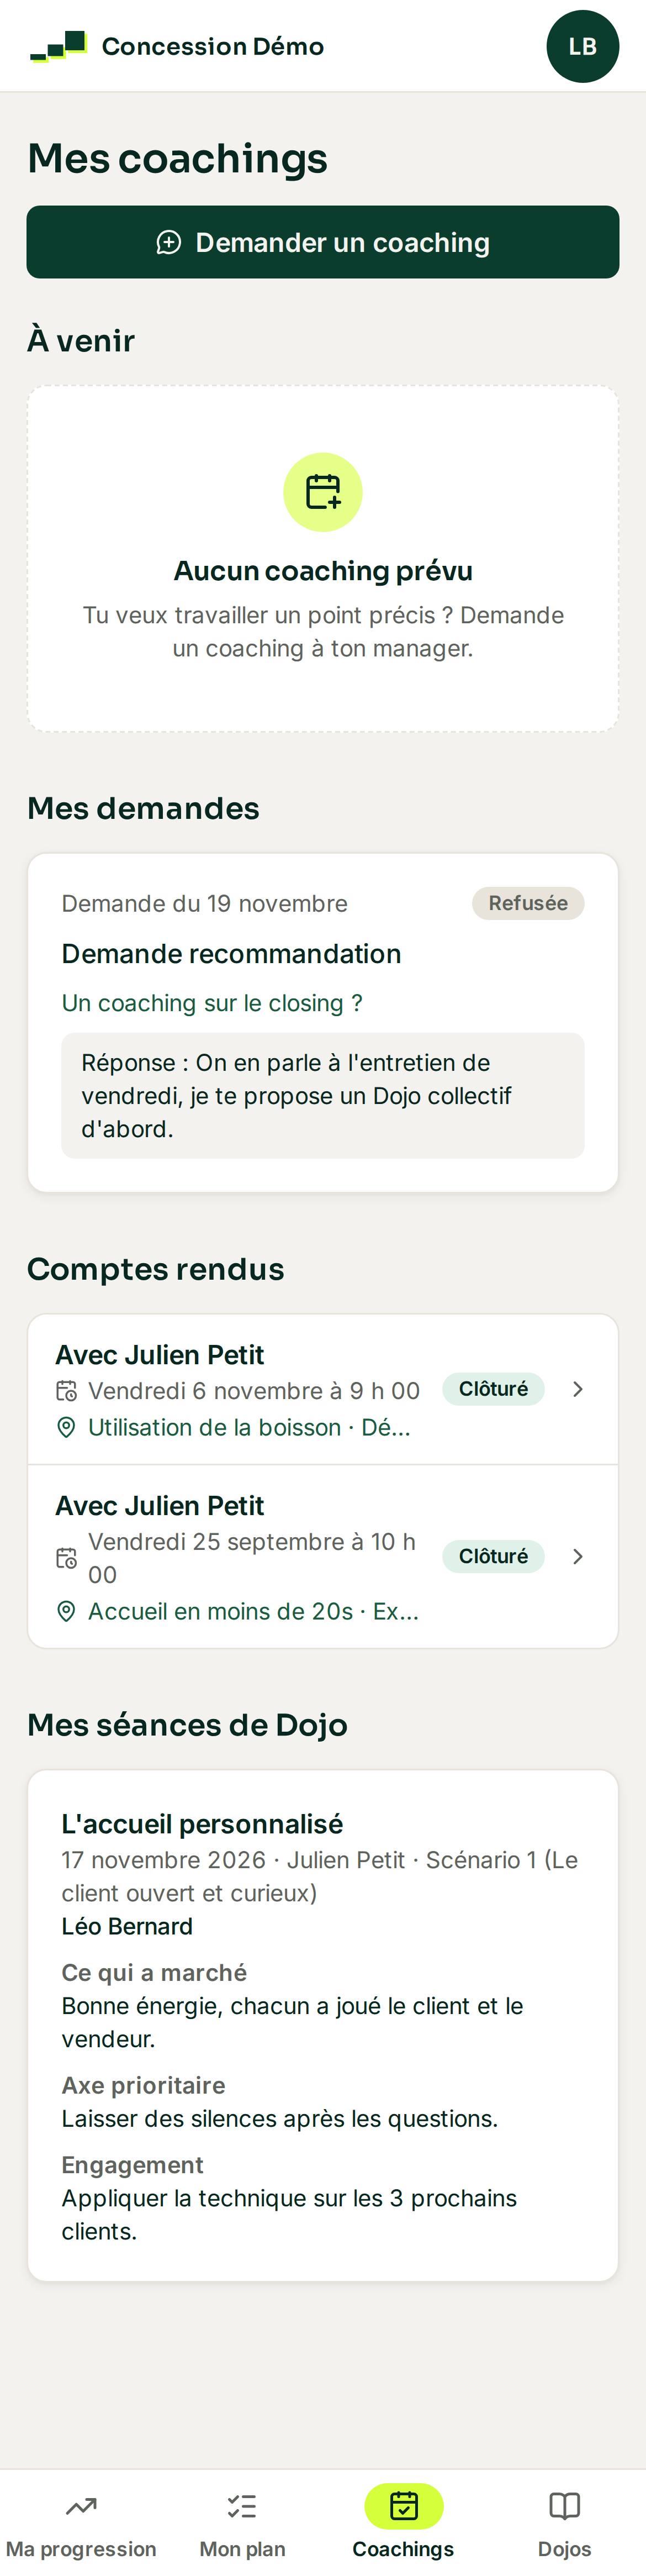 Concession Démo
LB
Mes coachings
Demander un coaching
À venir
Aucun coaching prévu
Tu veux travailler un point précis ? Demande
un coaching à ton manager.
Mes demandes
Demande du 19 novembre
Refusée
Demande recommandation
Un coaching sur le closing ?
Réponse : On en parle à l'entretien de
vendredi, je te propose un Dojo collectif
d'abord.
Comptes rendus
Avec Julien Petit
Vendredi 6 novembre à 9 h 00
Clôturé
Utilisation de la boisson · Dé...
Avec Julien Petit
Vendredi 25 septembre à 10 h
00
Clôturé
Accueil en moins de 20s · Ex...
Mes séances de Dojo
L'accueil personnalisé
17 novembre 2026 · Julien Petit · Scénario 1 (Le
client ouvert et curieux)
Léo Bernard
Ce qui a marché
Bonne énergie, chacun a joué le client et le
vendeur.
Axe prioritaire
Laisser des silences après les questions.
Engagement
Appliquer la technique sur les 3 prochains
clients.
Ma progression
Mon plan
Coachings
Dojos